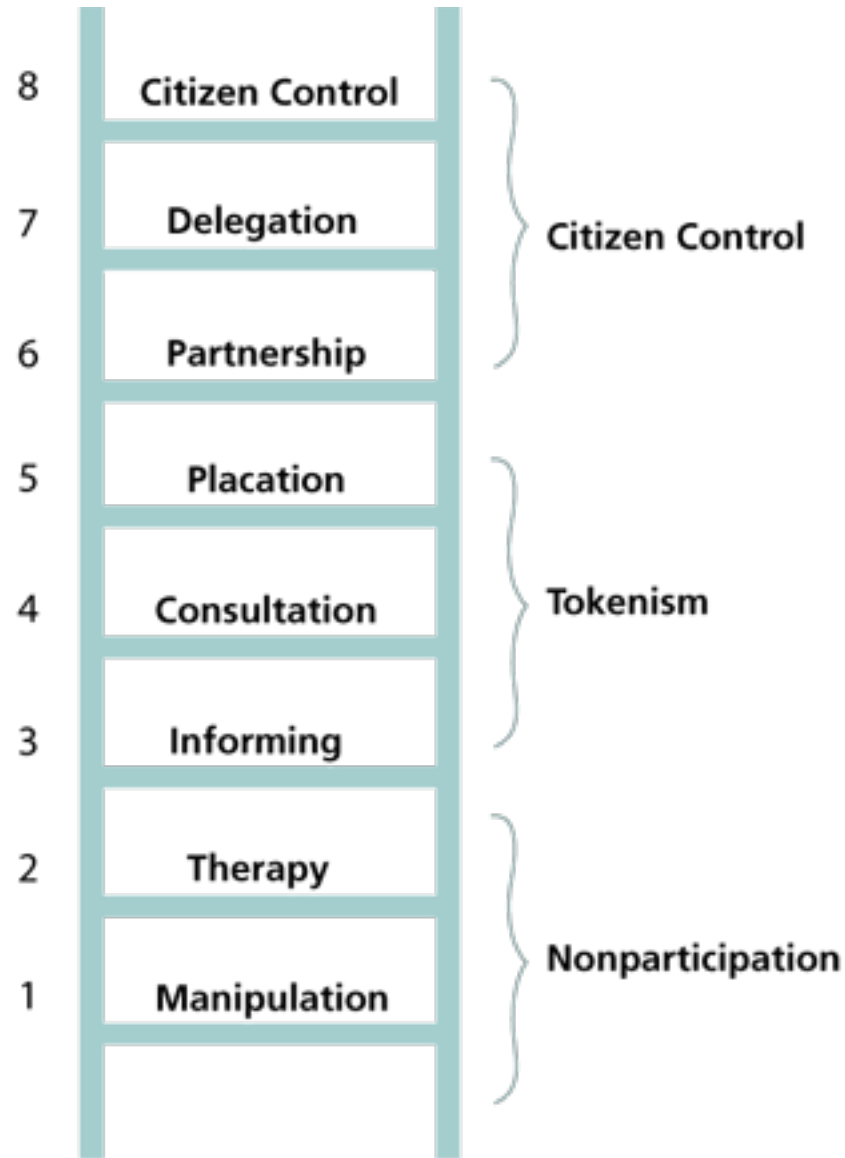 8 Citizen Control
7 Delegation
Citizen Control
6 Partnership
5 Placation
4 Consultation
Tokenism
3 Informing
2 Therapy
Nonparticipation
1 Manipulation